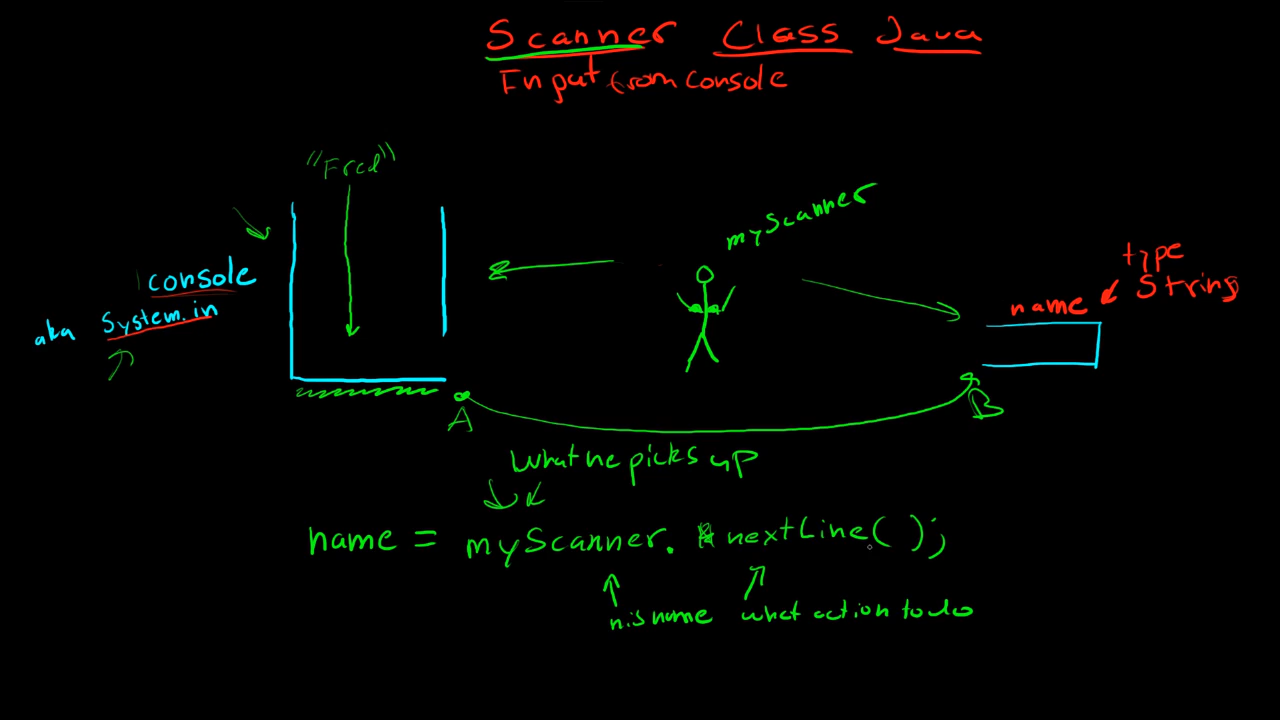 Scanner Class Java
Input from console
"Fred"
myScanner
console
aka System.in
type
String
name
A
B
What he picks up
name = myScanner. nextLine( );
his name
what action to do